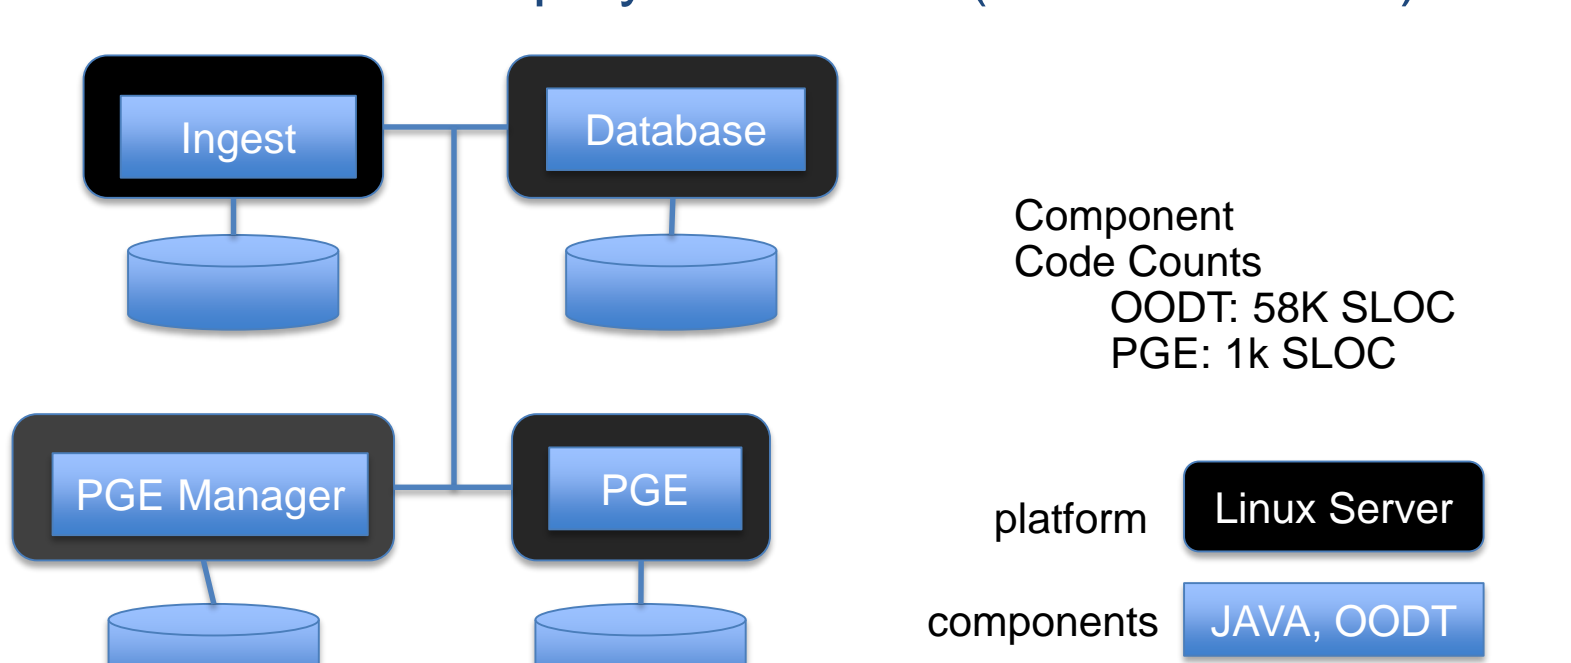 Ingest
Database
Component
Code Counts
OODT: 58K SLOC
PGE: 1k SLOC
PGE Manager
PGE
platform
Linux Server
components
JAVA, OODT